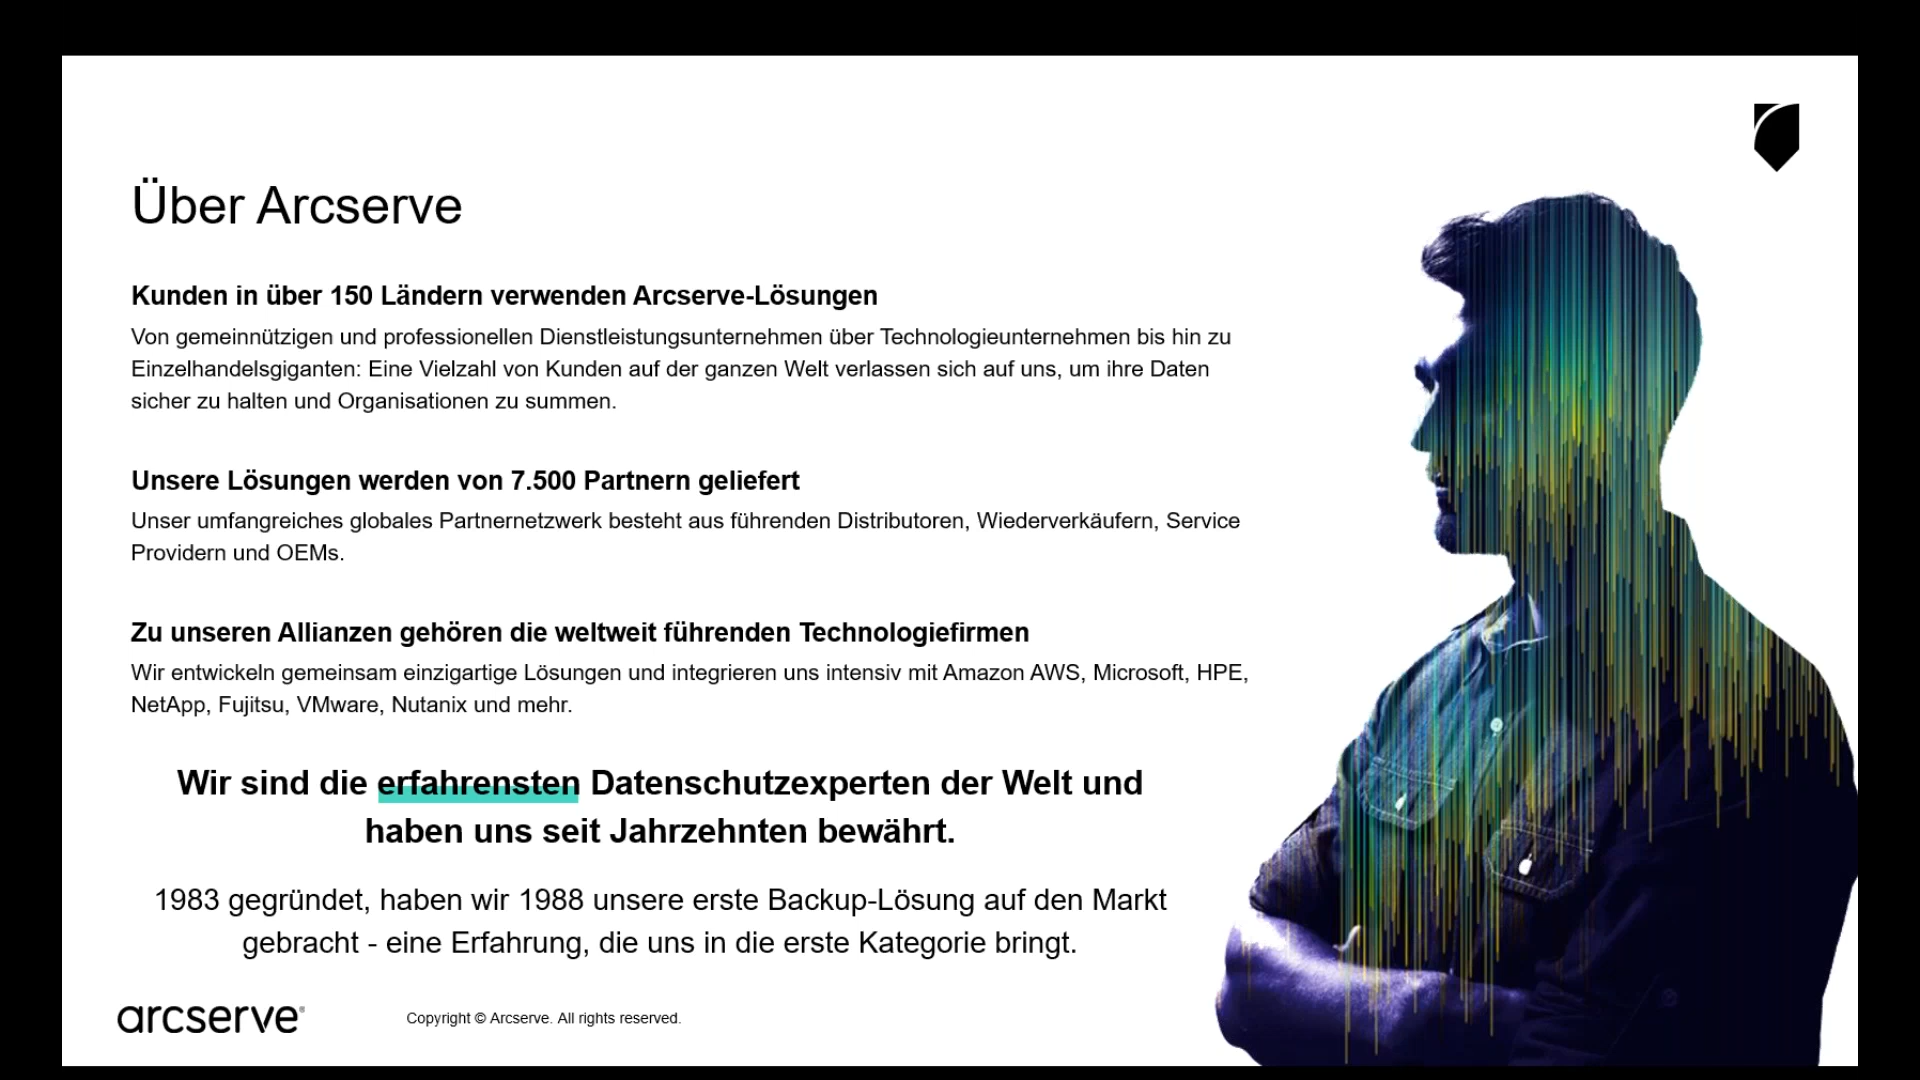 Über Arcserve
Kunden in über 150 Ländern verwenden Arcserve-Lösungen
Von gemeinnützigen und professionellen Dienstleistungsunternehmen über Technologieunternehmen bis hin zu
Einzelhandelsgiganten: Eine Vielzahl von Kunden auf der ganzen Welt verlassen sich auf uns, um ihre Daten
sicher zu halten und Organisationen zu summen.
Unsere Lösungen werden von 7.500 Partnern geliefert
Unser umfangreiches globales Partnernetzwerk besteht aus führenden Distributoren, Wiederverkäufern, Service
Providern und OEMs.
Zu unseren Allianzen gehören die weltweit führenden Technologiefirmen
Wir entwickeln gemeinsam einzigartige Lösungen und integrieren uns intensiv mit Amazon AWS, Microsoft, HPE,
NetApp, Fujitsu, VMware, Nutanix und mehr.
Wir sind die erfahrensten Datenschutzexperten der Welt und
haben uns seit Jahrzehnten bewährt.
1983 gegründet, haben wir 1988 unsere erste Backup-Lösung auf den Markt
gebracht - eine Erfahrung, die uns in die erste Kategorie bringt.
arcserve®
Copyright © Arcserve. All rights reserved.